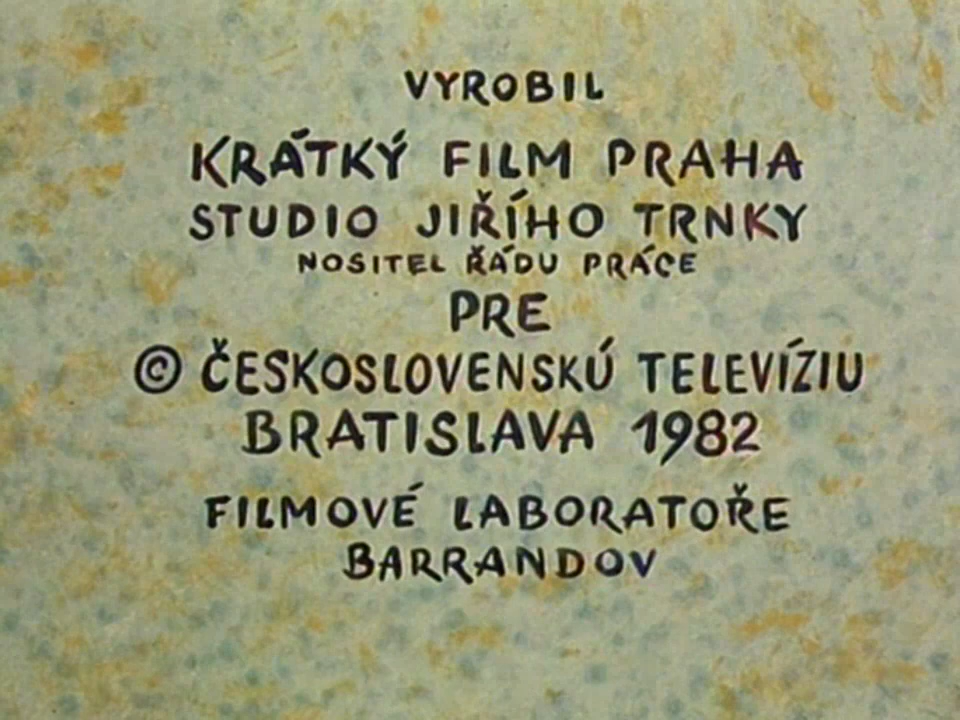 VYROBIL
KRÁTKÝ FILM PRAHA
STUDIO JIŘÍHO TRNKY
NOSITEL ŘÁDU PRÁCE
PRE
© ČESKOSLOVENSKÚ TELEVÍZIU
BRATISLAVA 1982
FILMOVÉ LABORATOŘE
BARRANDOV